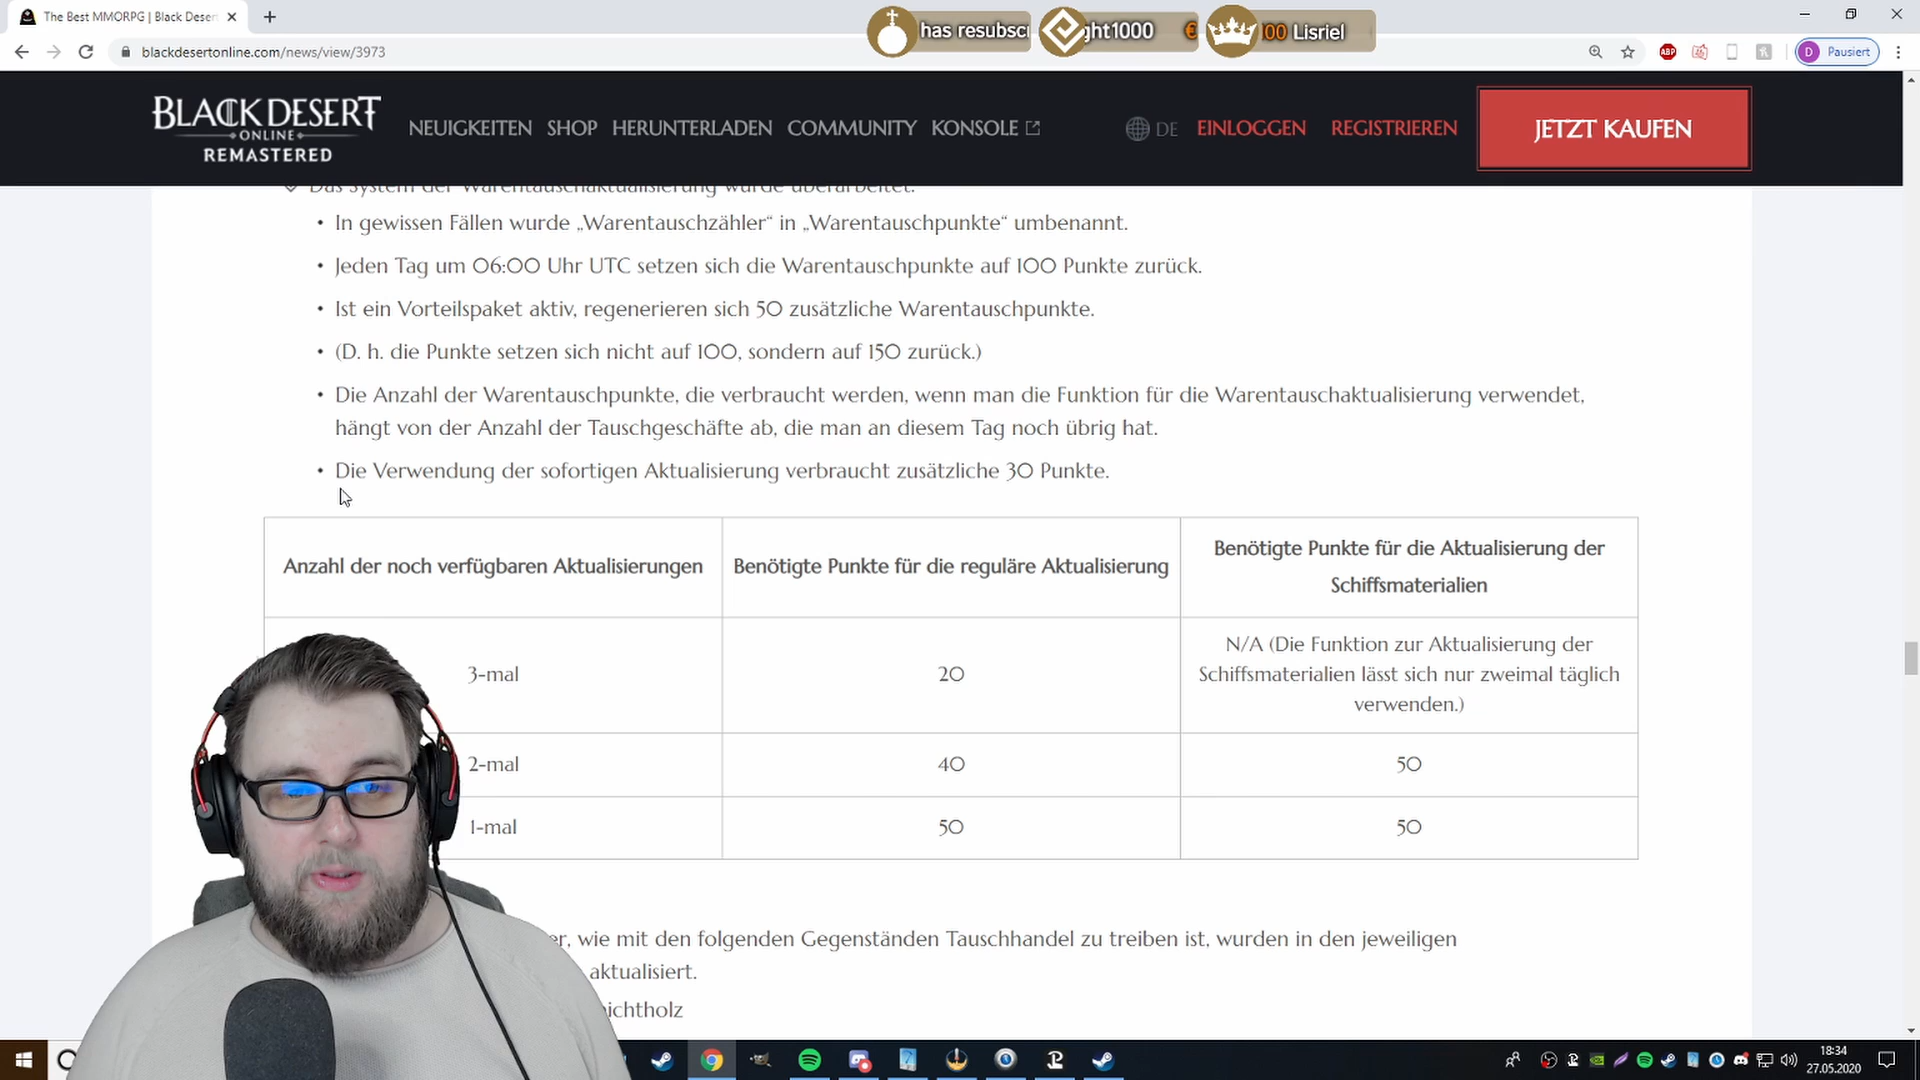 The Best MMORPG | Black Desert
has resubscr
ght1000
€
00 Lisriel
blackdesertonline.com/news/view/3973
ABP
D
Pausiert
BLACK DESERT
ONLINE
REMASTERED
NEUIGKEITEN SHOP HERUNTERLADEN COMMUNITY KONSOLE
DE EINLOGGEN REGISTRIEREN JETZT KAUFEN
Das System der Warentauschaktualisierung wurde überarbeitet.
• In gewissen Fällen wurde „Warentauschzähler“ in „Warentauschpunkte“ umbenannt.
• Jeden Tag um 06:00 Uhr UTC setzen sich die Warentauschpunkte auf 100 Punkte zurück.
• Ist ein Vorteilspaket aktiv, regenerieren sich 50 zusätzliche Warentauschpunkte.
• (D. h. die Punkte setzen sich nicht auf 100, sondern auf 150 zurück.)
• Die Anzahl der Warentauschpunkte, die verbraucht werden, wenn man die Funktion für die Warentauschaktualisierung verwendet,
hängt von der Anzahl der Tauschgeschäfte ab, die man an diesem Tag noch übrig hat.
• Die Verwendung der sofortigen Aktualisierung verbraucht zusätzliche 30 Punkte.
Anzahl der noch verfügbaren Aktualisierungen
Benötigte Punkte für die reguläre Aktualisierung
Benötigte Punkte für die Aktualisierung der
Schiffsmaterialien
3-mal
20
N/A (Die Funktion zur Aktualisierung der
Schiffsmaterialien lässt sich nur zweimal täglich
verwenden.)
2-mal
40
50
1-mal
50
50
er, wie mit den folgenden Gegenständen Tauschhandel zu treiben ist, wurden in den jeweiligen
aktualisiert.
ichtholz
18:34
27.05.2020